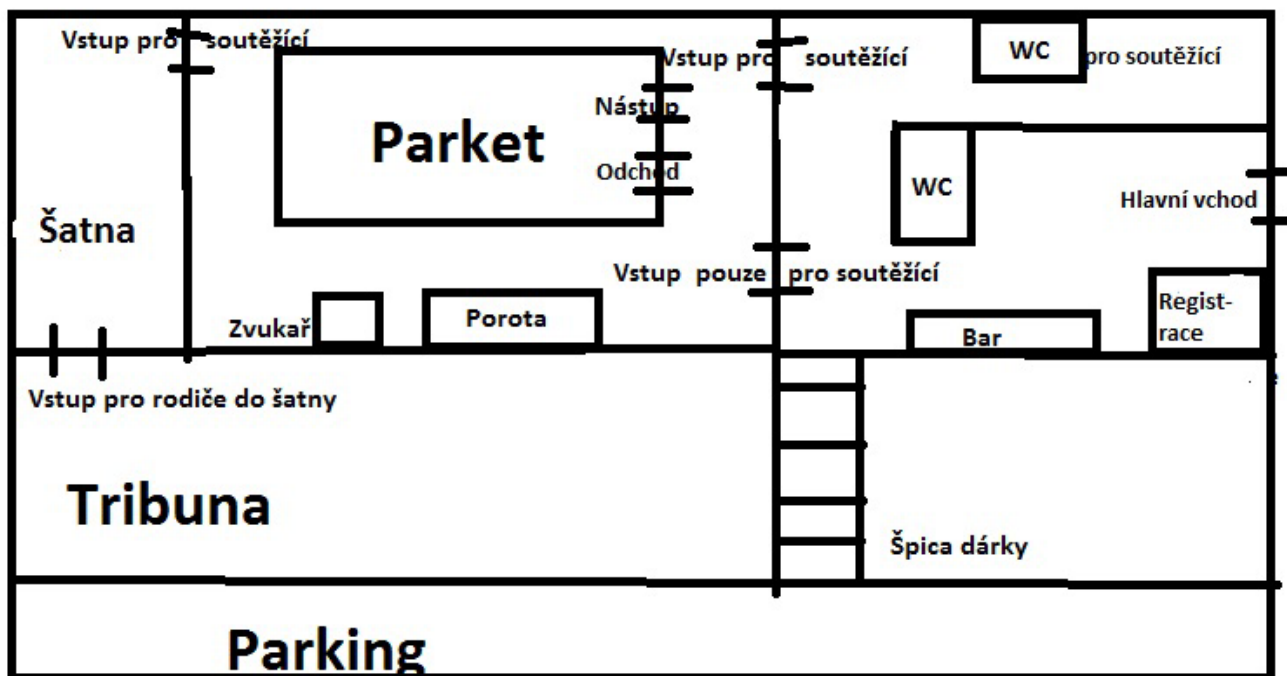 Vstup pro soutěžící
Vstup pro soutěžící
WC pro soutěžící
Nástup
Parket
Odchod
WC
Hlavní vchod
Šatna
Vstup pouze pro soutěžící
Regist-
race
Zvukař
Porota
Bar
Vstup pro rodiče do šatny
Tribuna
Špica dárky
Parking